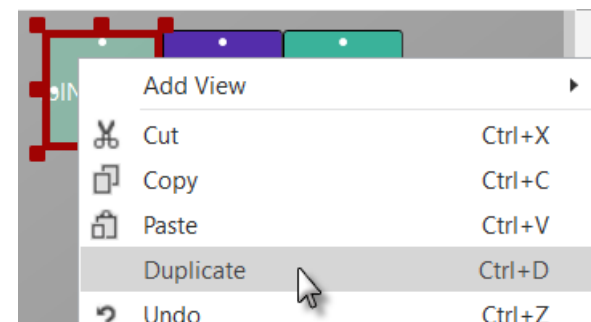 Add View
Cut Ctrl+X
Copy Ctrl+C
Paste Ctrl+V
Duplicate Ctrl+D
Undo Ctrl+Z